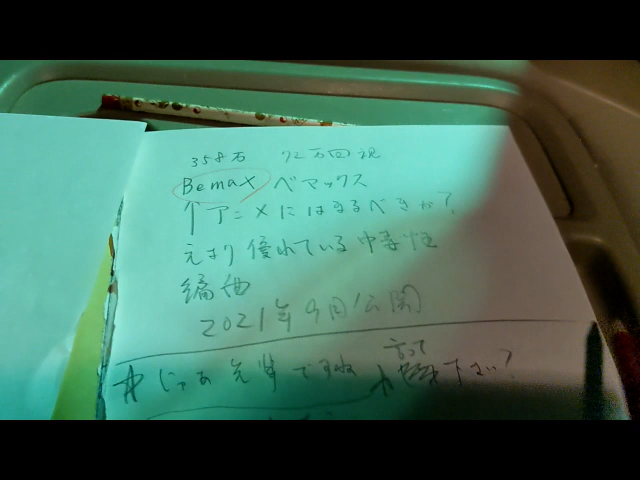 358万 72万回視
Bemax ベマックス
↑アニメにはまるべきか?
えまり優れている中毒性
編曲
2021年9月公開
じつあ先輩ですね 言って 下さい?